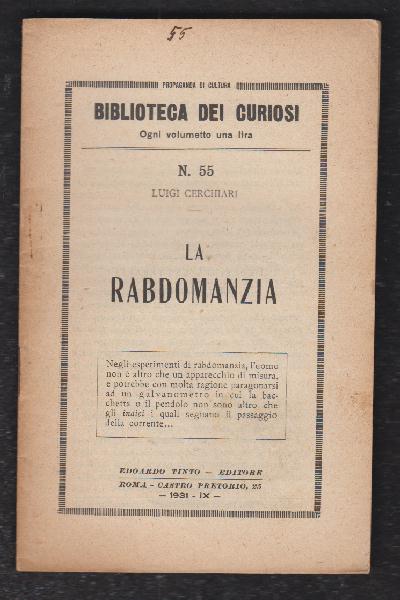 55
PROPAGANDA DI CULTURA
BIBLIOTECA DEI CURIOSI
Ogni volumetto una lira
N. 55
LUIGI CERCHIARI
LA
RABDOMANZIA
Negli esperimenti di rabdomanzia, l'uomo
non è altro che un apparecchio di misura,
e potrebbe con molta ragione paragonarsi
ad un galvanometro in cui la bac-
chetta o il pendolo non sono altro che
gli indici i quali segnano il passaggio
della corrente...
EDOARDO TINTO — EDITORE
ROMA - CASTRO PRETORIO, 25
— 1931 - IX —